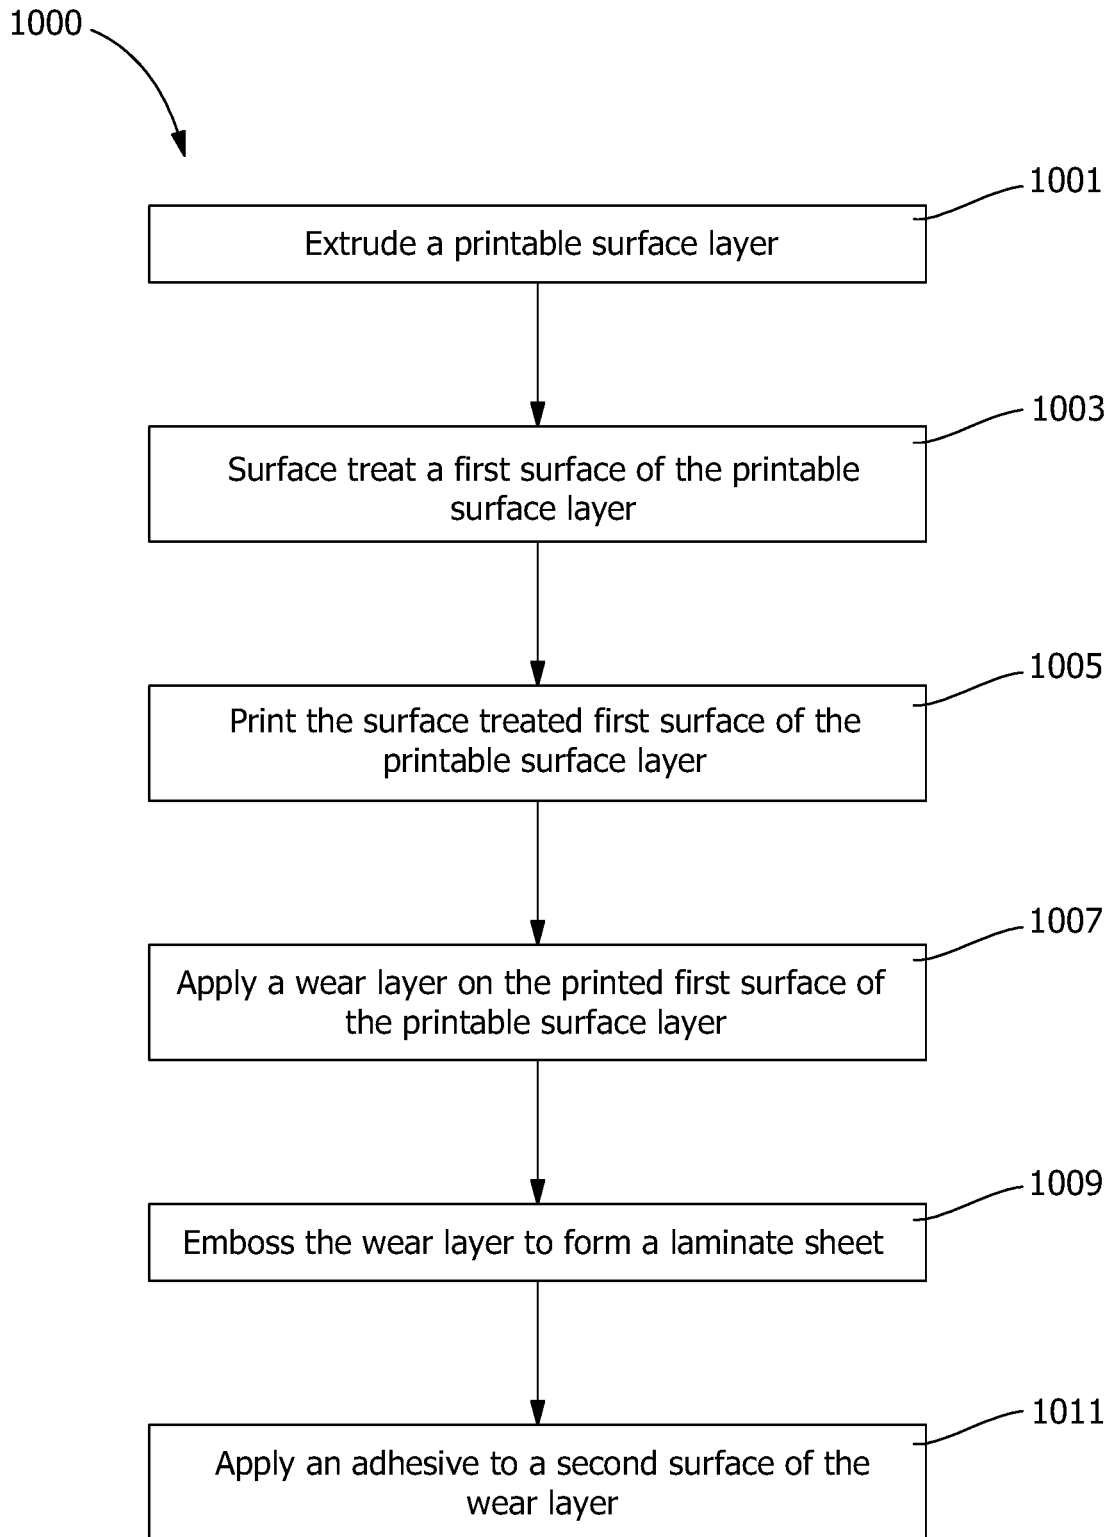 1000
1001
Extrude a printable surface layer
1003
Surface treat a first surface of the printable
surface layer
1005
Print the surface treated first surface of the
printable surface layer
1007
Apply a wear layer on the printed first surface of
the printable surface layer
1009
Emboss the wear layer to form a laminate sheet
1011
Apply an adhesive to a second surface of the
wear layer